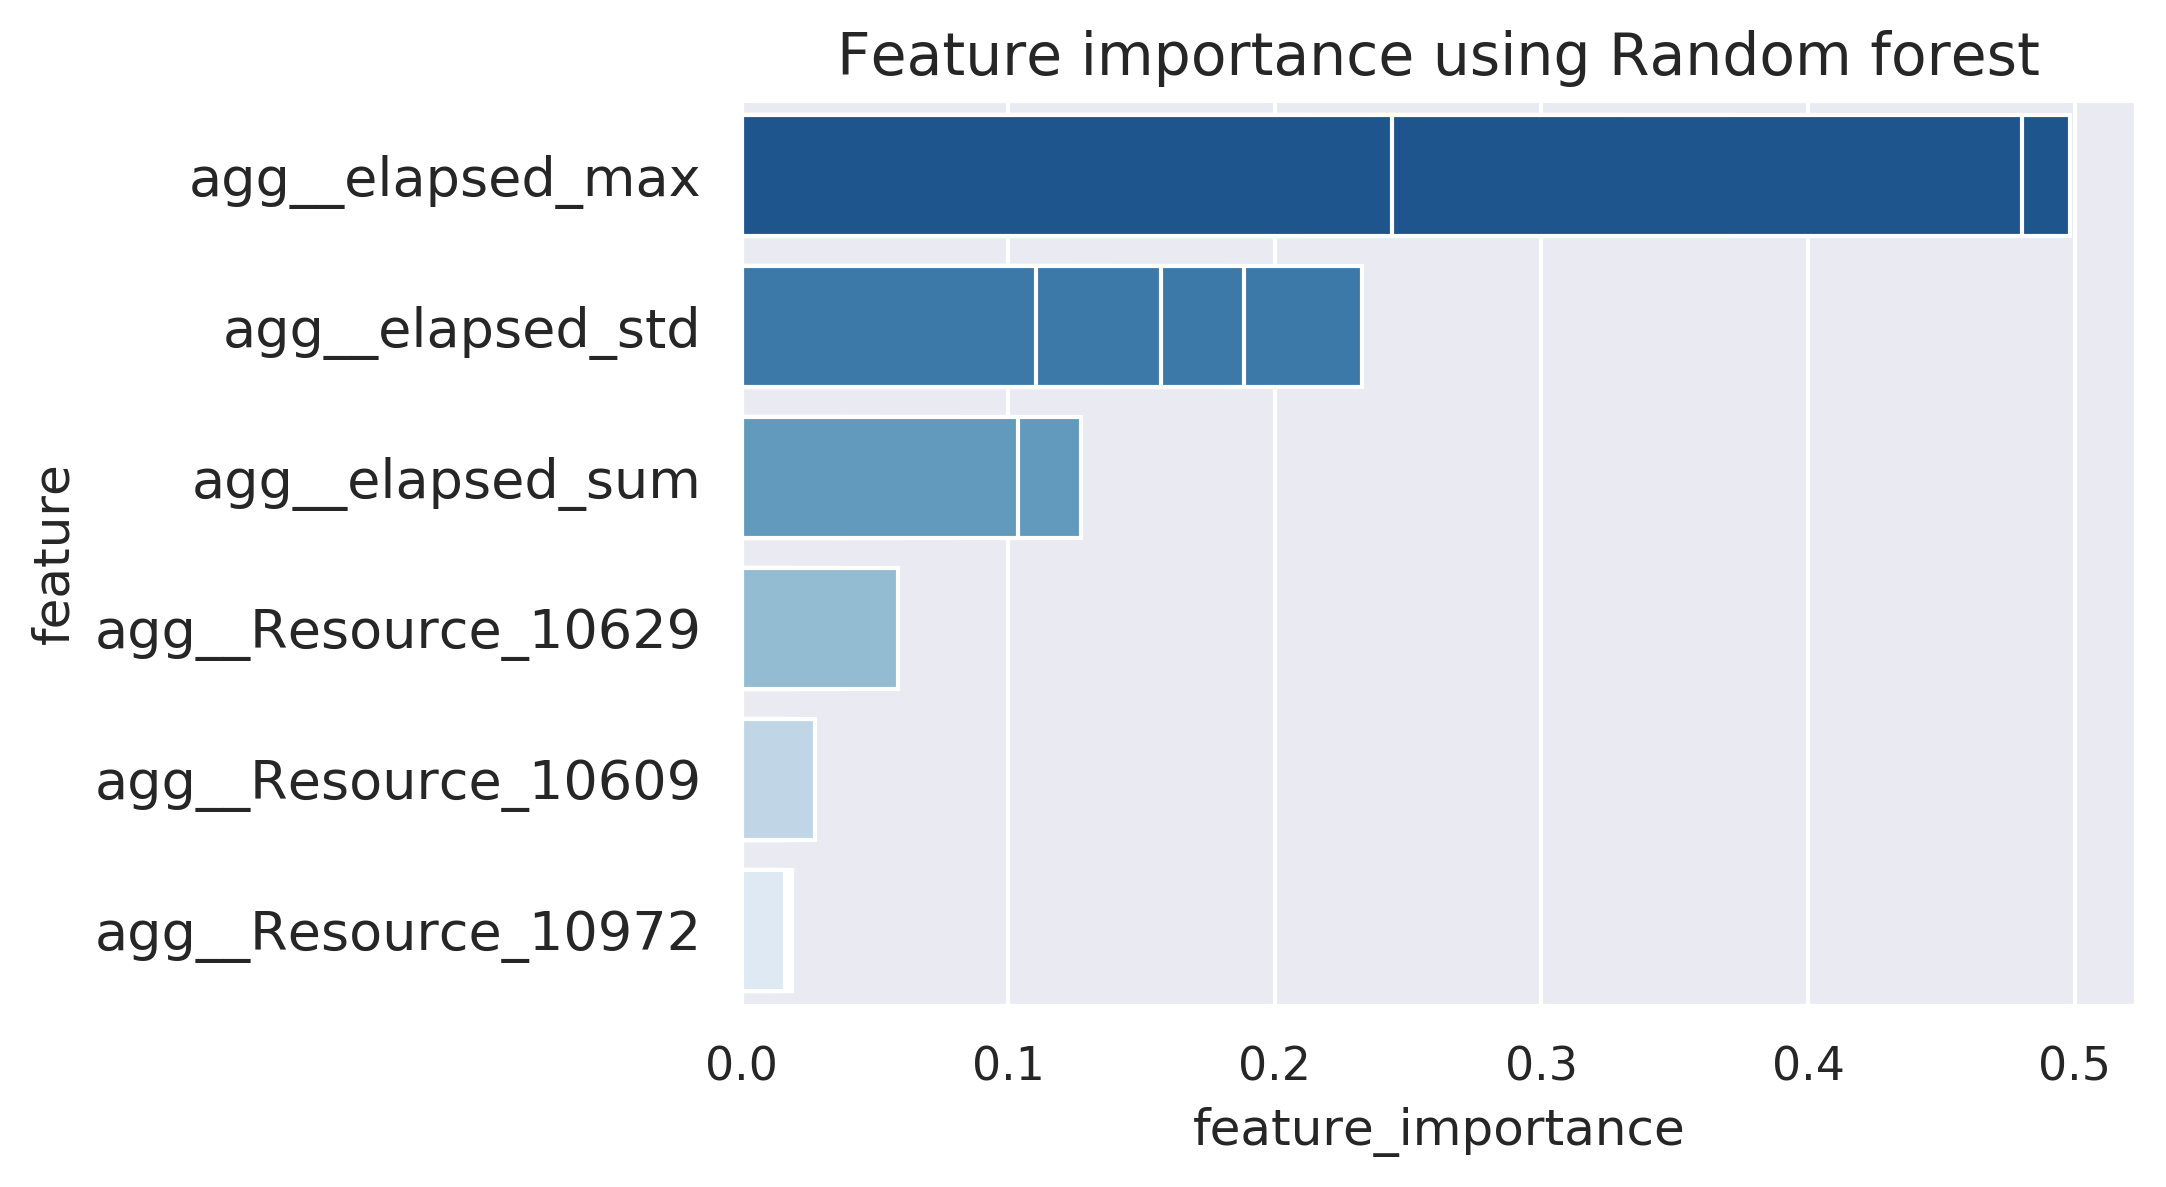 Feature importance using Random forest
agg__elapsed_max
agg__elapsed_std
agg__elapsed_sum
agg__Resource_10629
agg__Resource_10609
agg__Resource_10972
feature
0.0 0.1 0.2 0.3 0.4 0.5
feature_importance